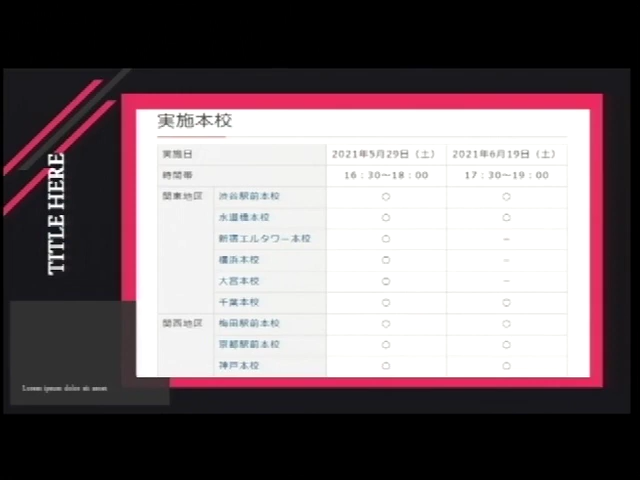 TITLE HERE
Lorem ipsum dolor sit amet
実施本校
実施日 2021年5月29日（土） 2021年6月19日（土）
時間帯 16：30～18：00 17：30～19：00
関東地区 渋谷駅前本校 ○ ○
水道橋本校 ○ ○
新宿エルタワー本校 ○ －
横浜本校 ○ －
大宮本校 ○ －
千葉本校 ○ ○
関西地区 梅田駅前本校 ○ ○
京都駅前本校 ○ ○
神戸本校 ○ ○